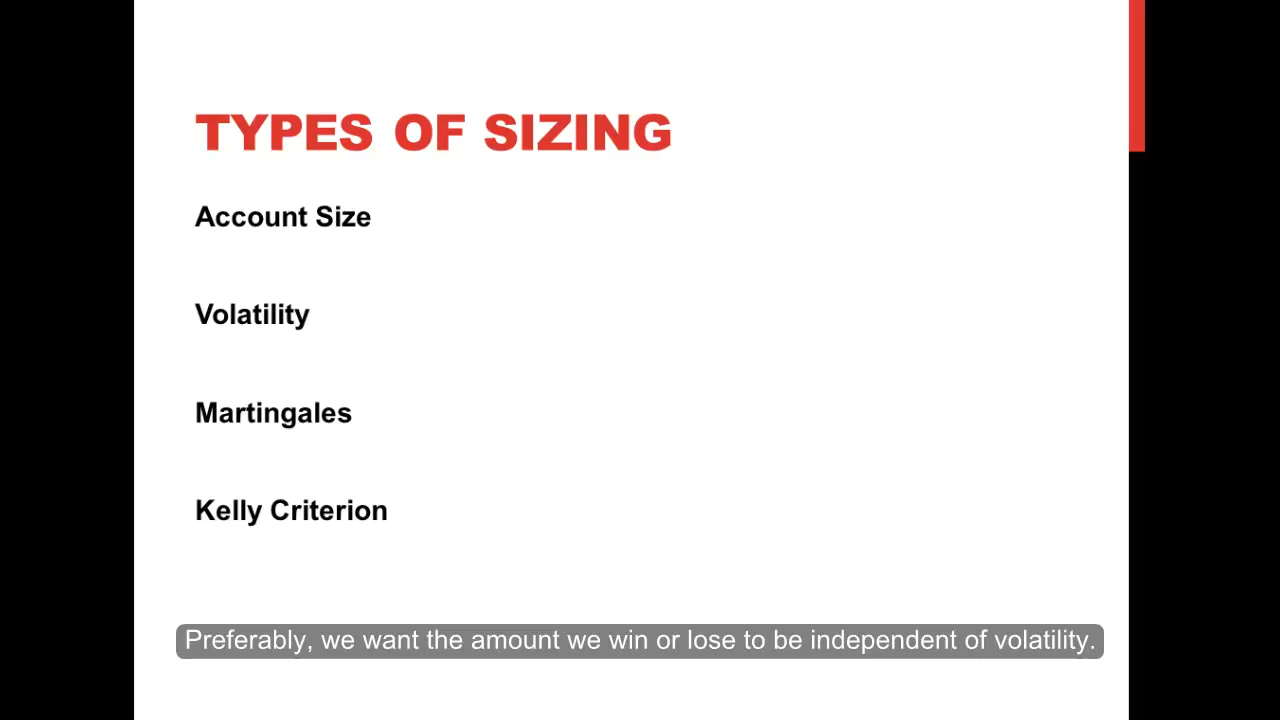 TYPES OF SIZING
Account Size
Volatility
Martingales
Kelly Criterion
Preferably, we want the amount we win or lose to be independent of volatility.